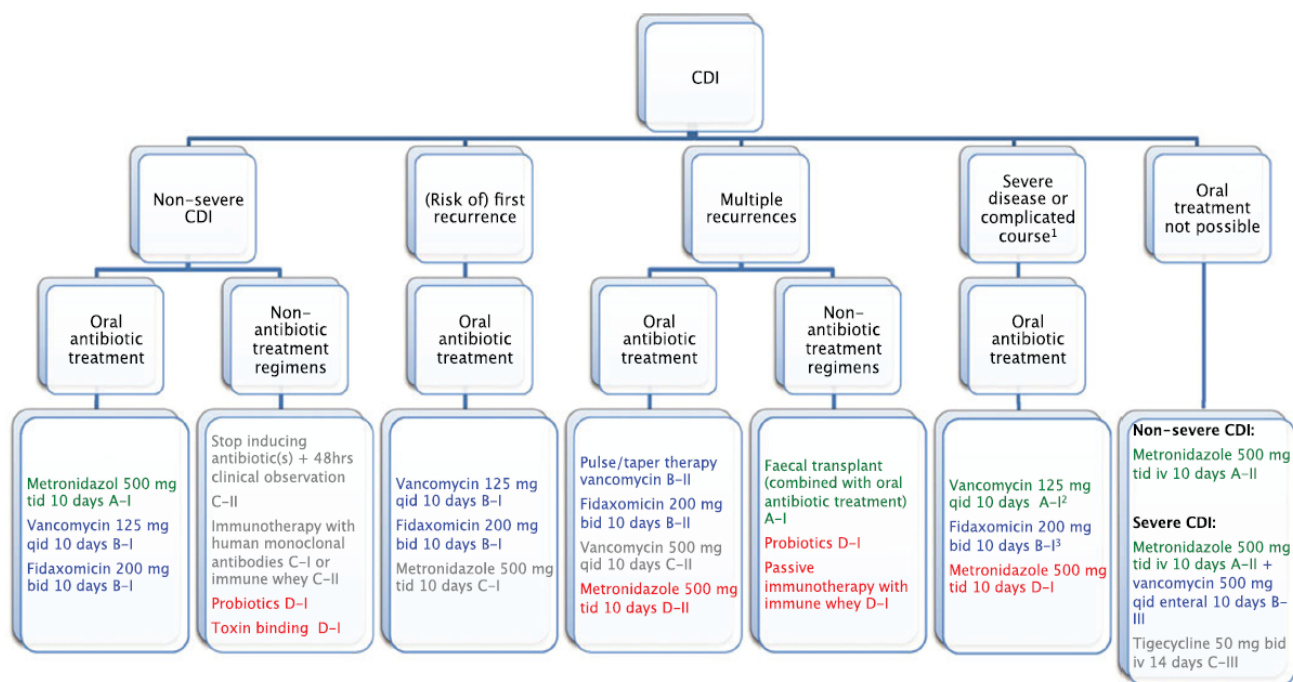 CDI
Non-severe
CDI
(Risk of) first
recurrence
Multiple
recurrences
Severe
disease or
complicated
course1
Oral
treatment
not possible
Oral
antibiotic
treatment
Non-
antibiotic
treatment
regimens
Oral
antibiotic
treatment
Oral
antibiotic
treatment
Non-
antibiotic
treatment
regimens
Oral
antibiotic
treatment
Metronidazol 500 mg
tid 10 days A-I
Vancomycin 125 mg
qid 10 days B-I
Fidaxomicin 200 mg
bid 10 days B-I
Stop inducing
antibiotic(s) + 48hrs
clinical observation
C-II
Immunotherapy with
human monoclonal
antibodies C-I or
immune whey C-II
Probiotics D-I
Toxin binding D-I
Vancomycin 125 mg
qid 10 days B-I
Fidaxomicin 200 mg
bid 10 days B-I
Metronidazole 500 mg
tid 10 days C-I
Pulse/taper therapy
vancomycin B-II
Fidaxomicin 200 mg
bid 10 days B-II
Vancomycin 500 mg
qid 10 days C-II
Metronidazole 500 mg
tid 10 days D-II
Faecal transplant
(combined with oral
antibiotic treatment)
A-I
Probiotics D-I
Passive
immunotherapy with
immune whey D-I
Vancomycin 125 mg
qid 10 days A-I2
Fidaxomicin 200 mg
bid 10 days B-I3
Metronidazole 500 mg
tid 10 days D-I
Non-severe CDI:
Metronidazole 500 mg
tid iv 10 days A-II
Severe CDI:
Metronidazole 500 mg
tid iv 10 days A-II +
vancomycin 500 mg
qid enteral 10 days B-
III
Tigecycline 50 mg bid
iv 14 days C-III